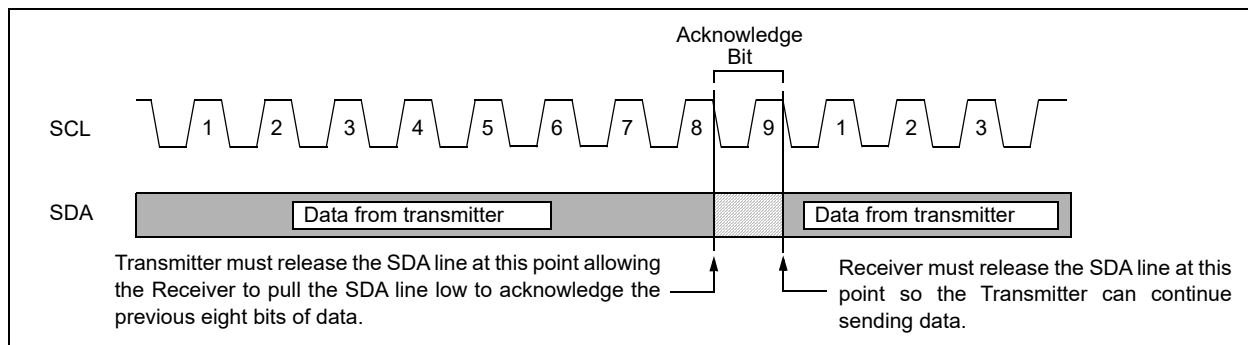 Acknowledge
Bit
SCL
1 2 3 4 5 6 7 8 9 1 2 3
SDA
Data from transmitter
Data from transmitter
Transmitter must release the SDA line at this point allowing
the Receiver to pull the SDA line low to acknowledge the
previous eight bits of data.
Receiver must release the SDA line at this
point so the Transmitter can continue
sending data.